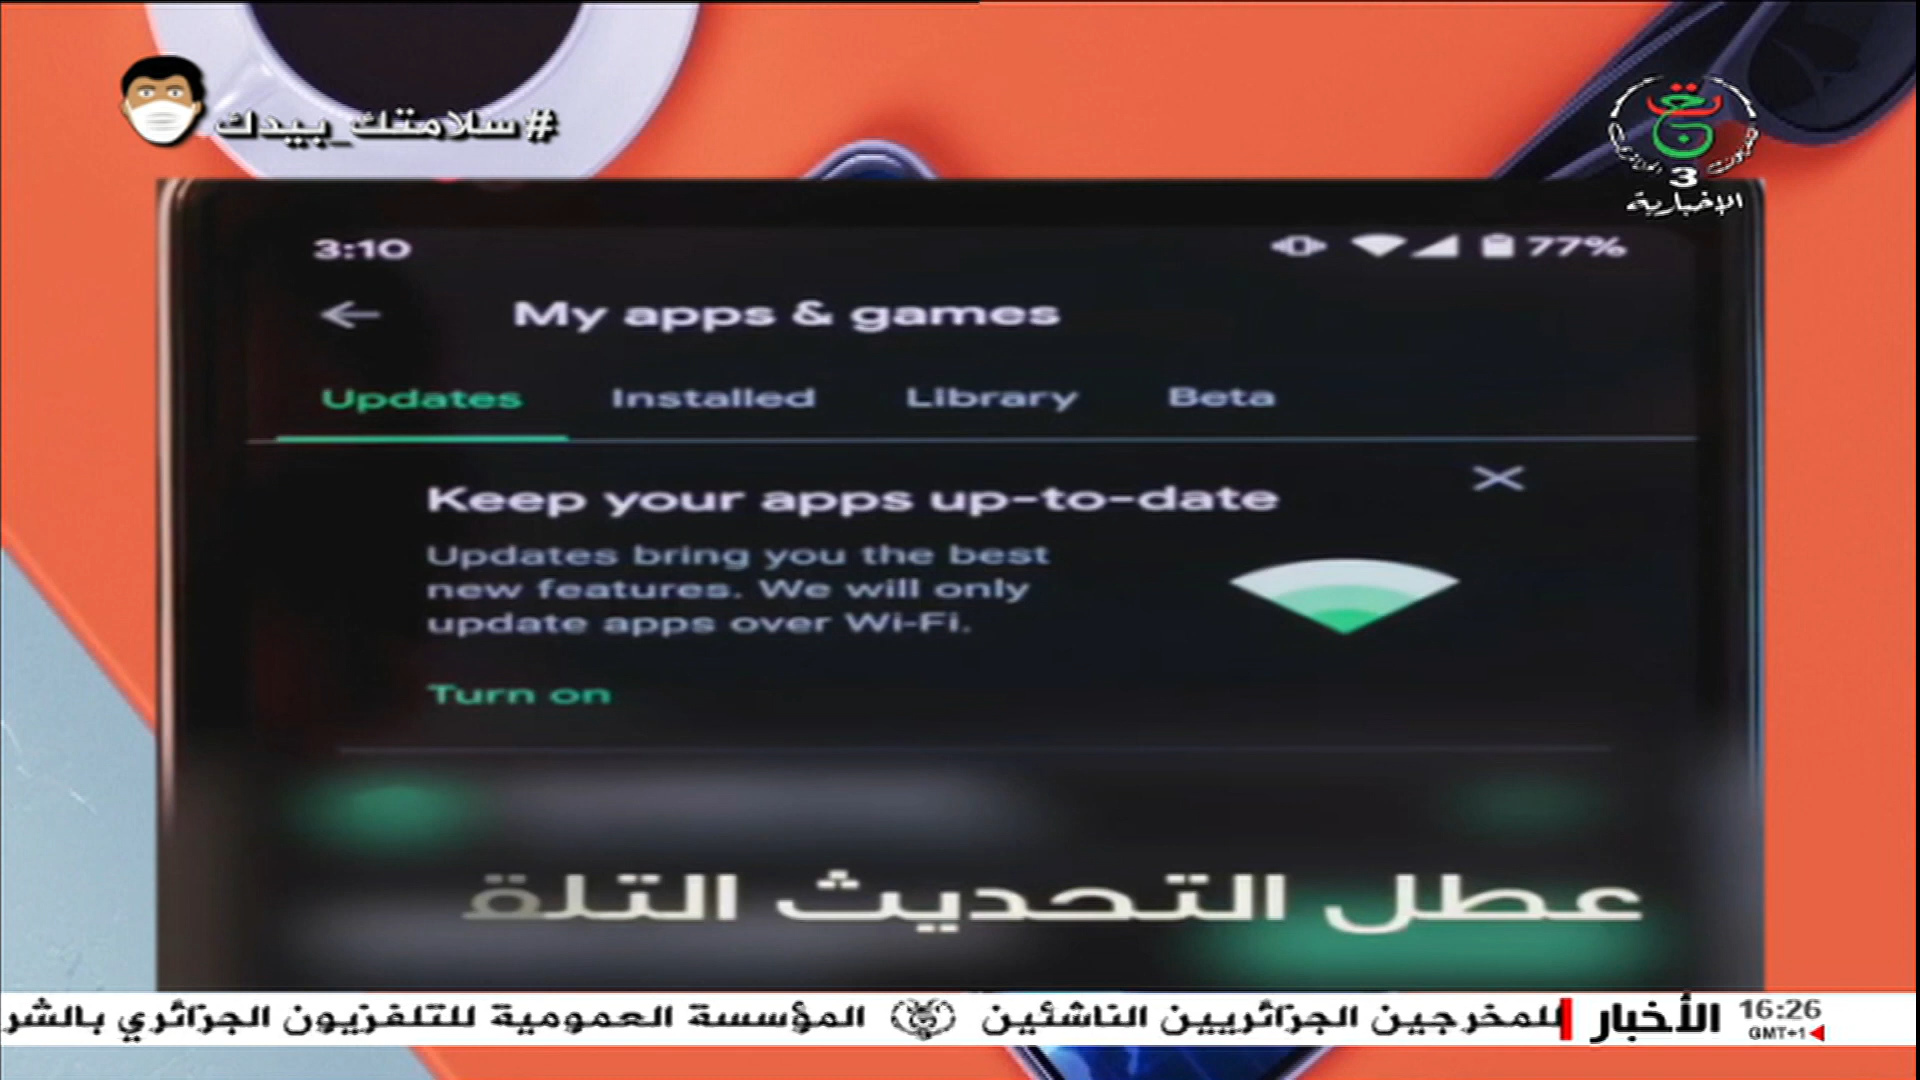 #سلامتك_بيدك
3
الإخبارية
3:10
77%
My apps & games
Updates Installed Library Beta
Keep your apps up-to-date
Updates bring you the best
new features. We will only
update apps over Wi-Fi.
Turn on
عطل التحديث التلق
16:26
GMT+1
الأخبار
للمخرجين الجزائريين الناشئين
المؤسسة العمومية للتلفزيون الجزائري بالشر